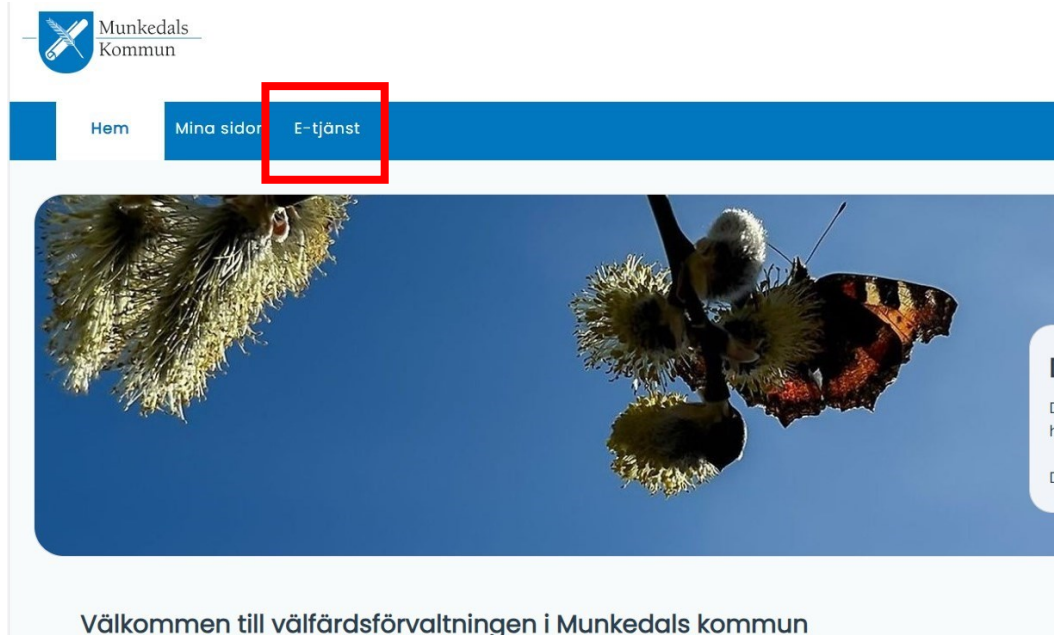 Munkedals
Kommun
Hem Mina sidor E-tjänst
Välkommen till välfärdsförvaltningen i Munkedals kommun